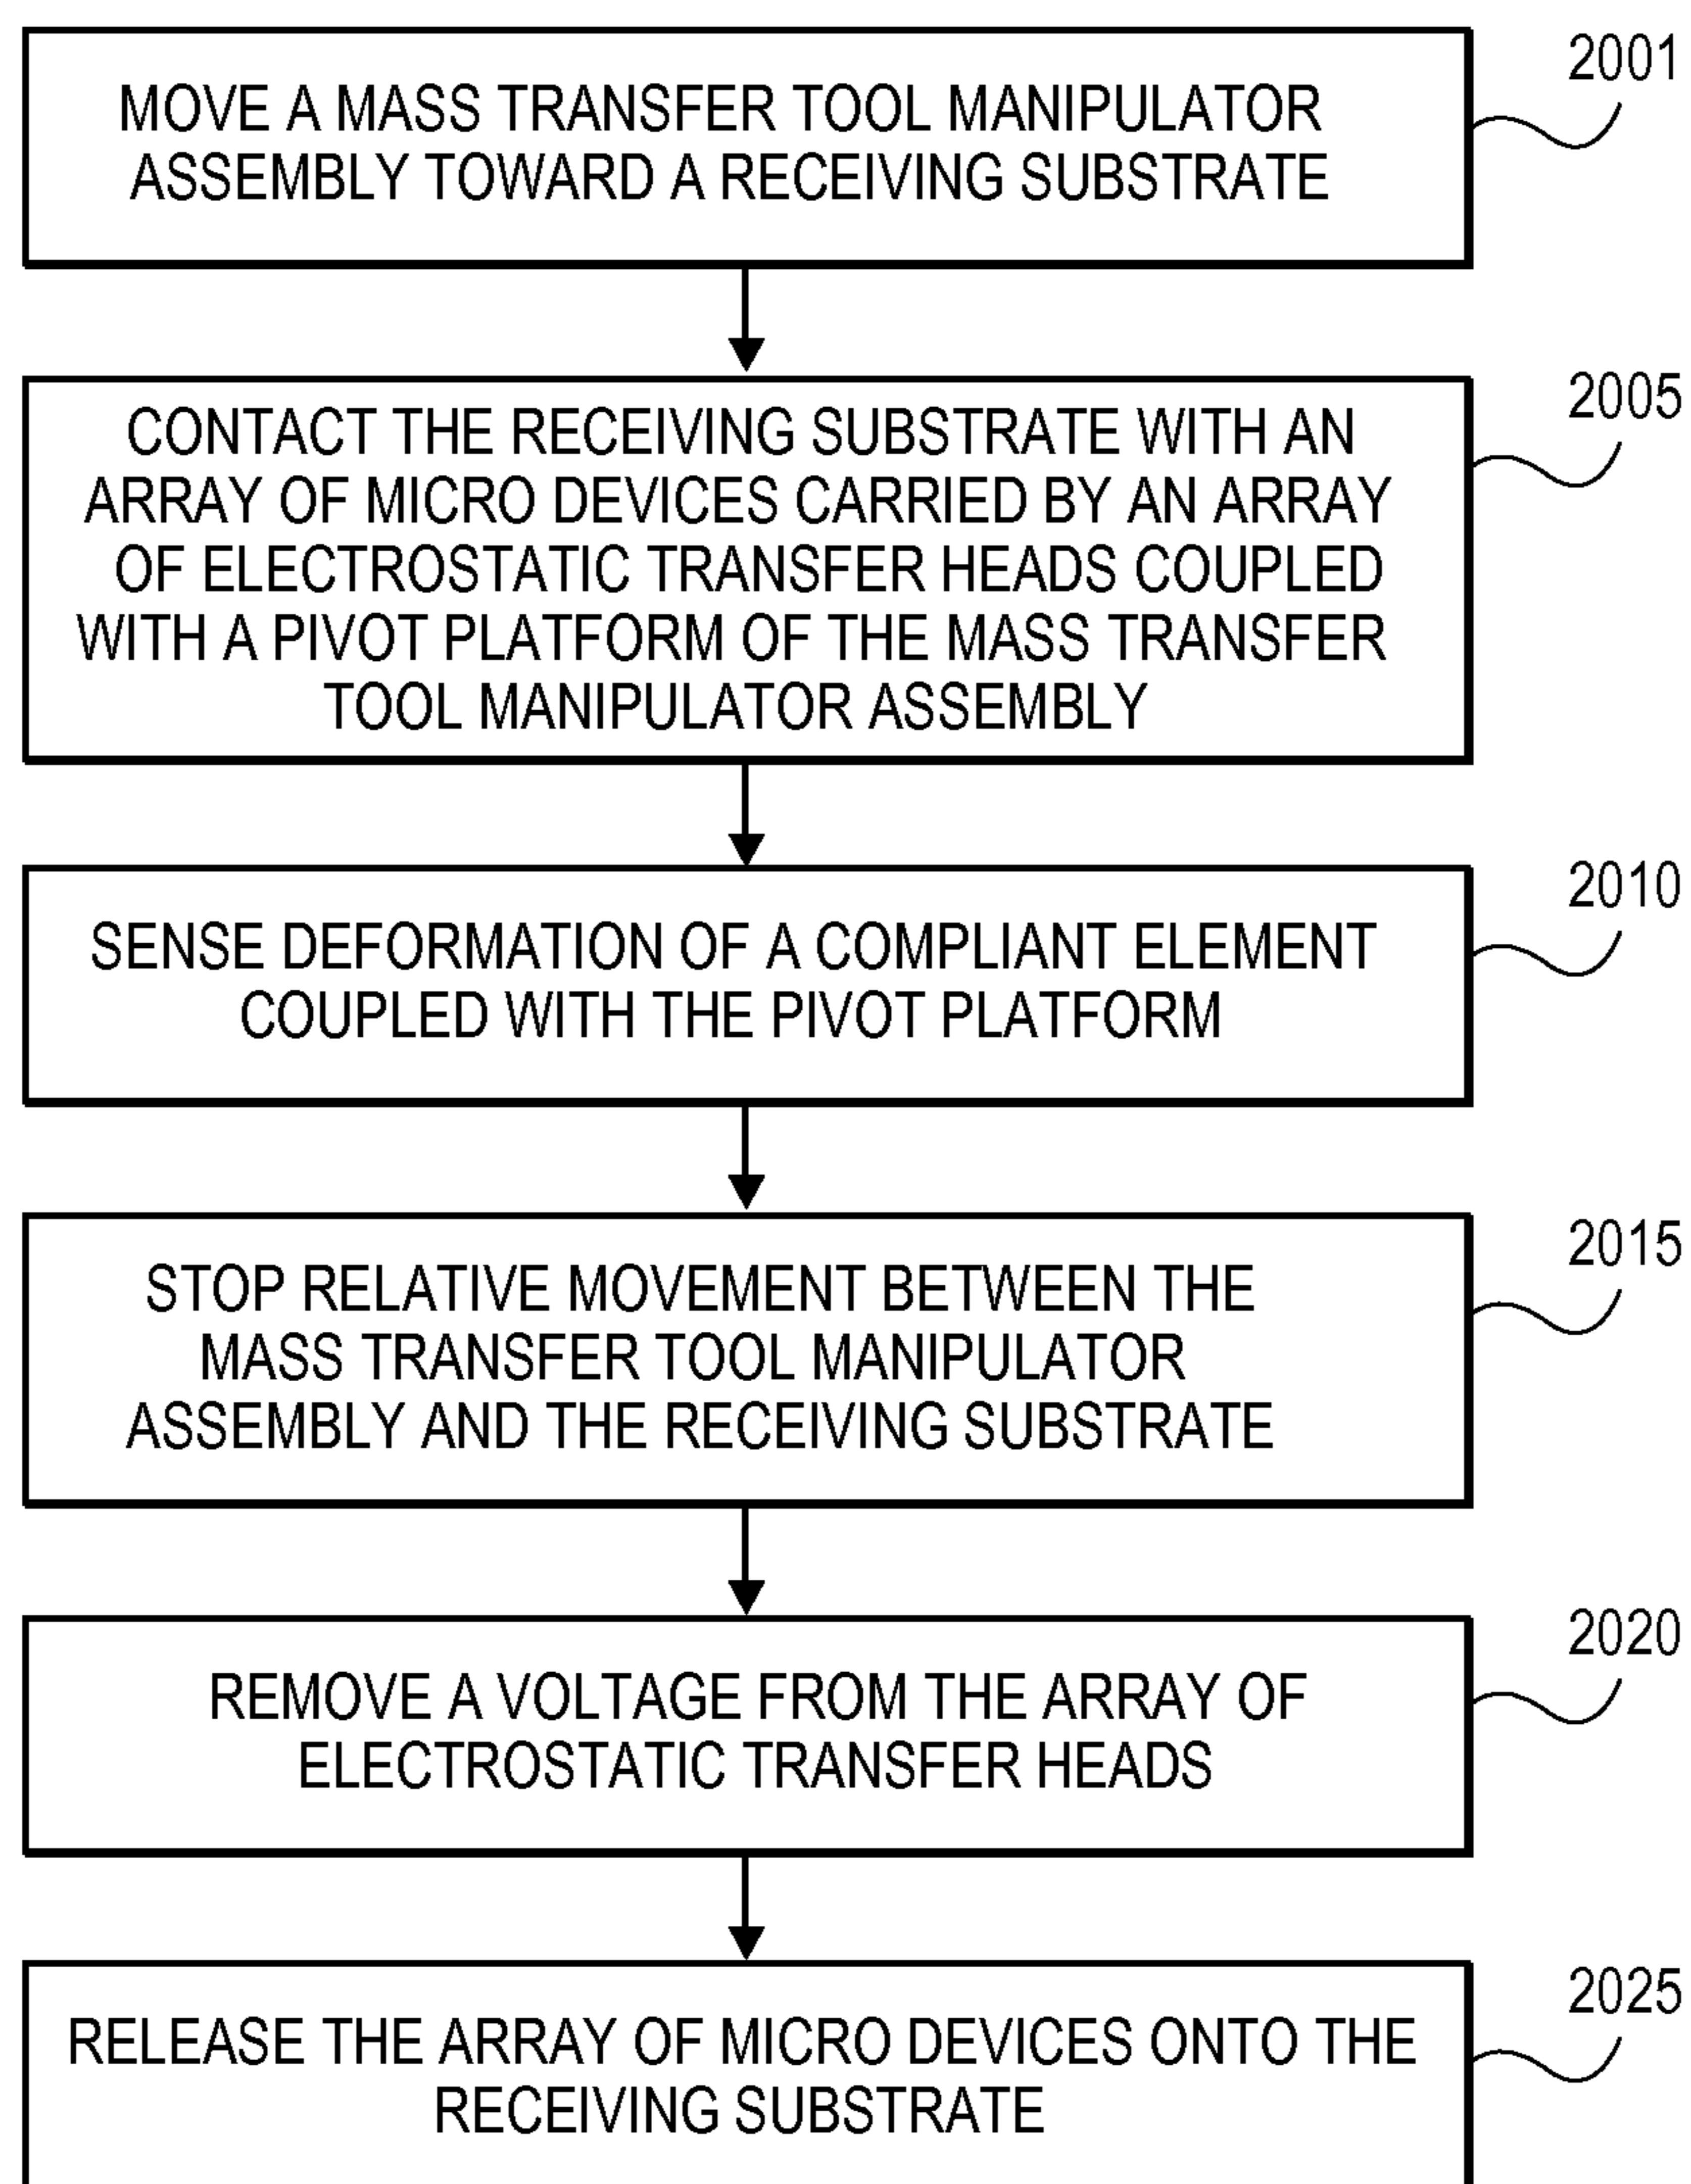 2001
MOVE A MASS TRANSFER TOOL MANIPULATOR
ASSEMBLY TOWARD A RECEIVING SUBSTRATE
2005
CONTACT THE RECEIVING SUBSTRATE WITH AN
ARRAY OF MICRO DEVICES CARRIED BY AN ARRAY
OF ELECTROSTATIC TRANSFER HEADS COUPLED
WITH A PIVOT PLATFORM OF THE MASS TRANSFER
TOOL MANIPULATOR ASSEMBLY
2010
SENSE DEFORMATION OF A COMPLIANT ELEMENT
COUPLED WITH THE PIVOT PLATFORM
2015
STOP RELATIVE MOVEMENT BETWEEN THE
MASS TRANSFER TOOL MANIPULATOR
ASSEMBLY AND THE RECEIVING SUBSTRATE
2020
REMOVE A VOLTAGE FROM THE ARRAY OF
ELECTROSTATIC TRANSFER HEADS
2025
RELEASE THE ARRAY OF MICRO DEVICES ONTO THE
RECEIVING SUBSTRATE